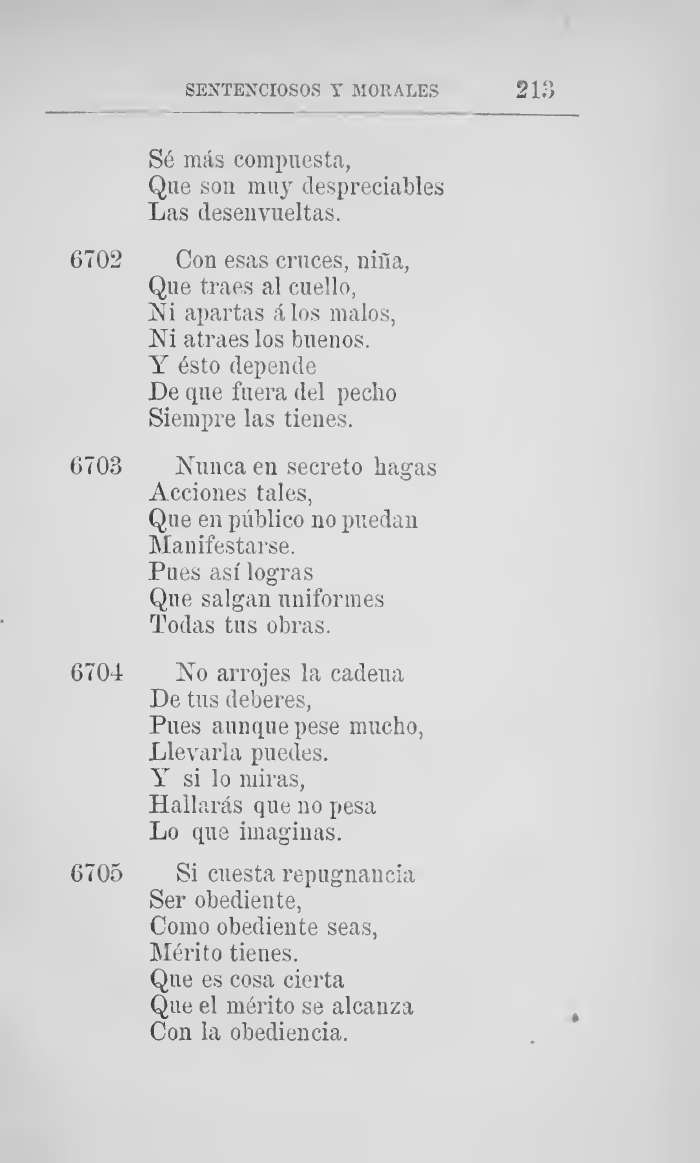 SENTENCIOSOS Y MORALES 213
Sé más compuesta,
Que son muy despreciables
Las desenvueltas.
6702 Con esas cruces, niña,
Que traes al cuello,
Ni apartas á los malos,
Ni atraes los buenos.
Y ésto depende
De que fuera del pecho
Siempre las tienes.
6703 Nunca en secreto hagas
Acciones tales,
Que en público no puedan
Manifestarse.
Pues así logras
Que salgan uniformes
Todas tus obras.
6704 No arrojes la cadena
De tus deberes,
Pues aunque pese mucho,
Llevarla puedes.
Y si lo miras,
Hallarás que no pesa
Lo que imaginas.
6705 Si cuesta repugnancia
Ser obediente,
Como obediente seas,
Mérito tienes.
Que es cosa cierta
Que el mérito se alcanza
Con la obediencia.